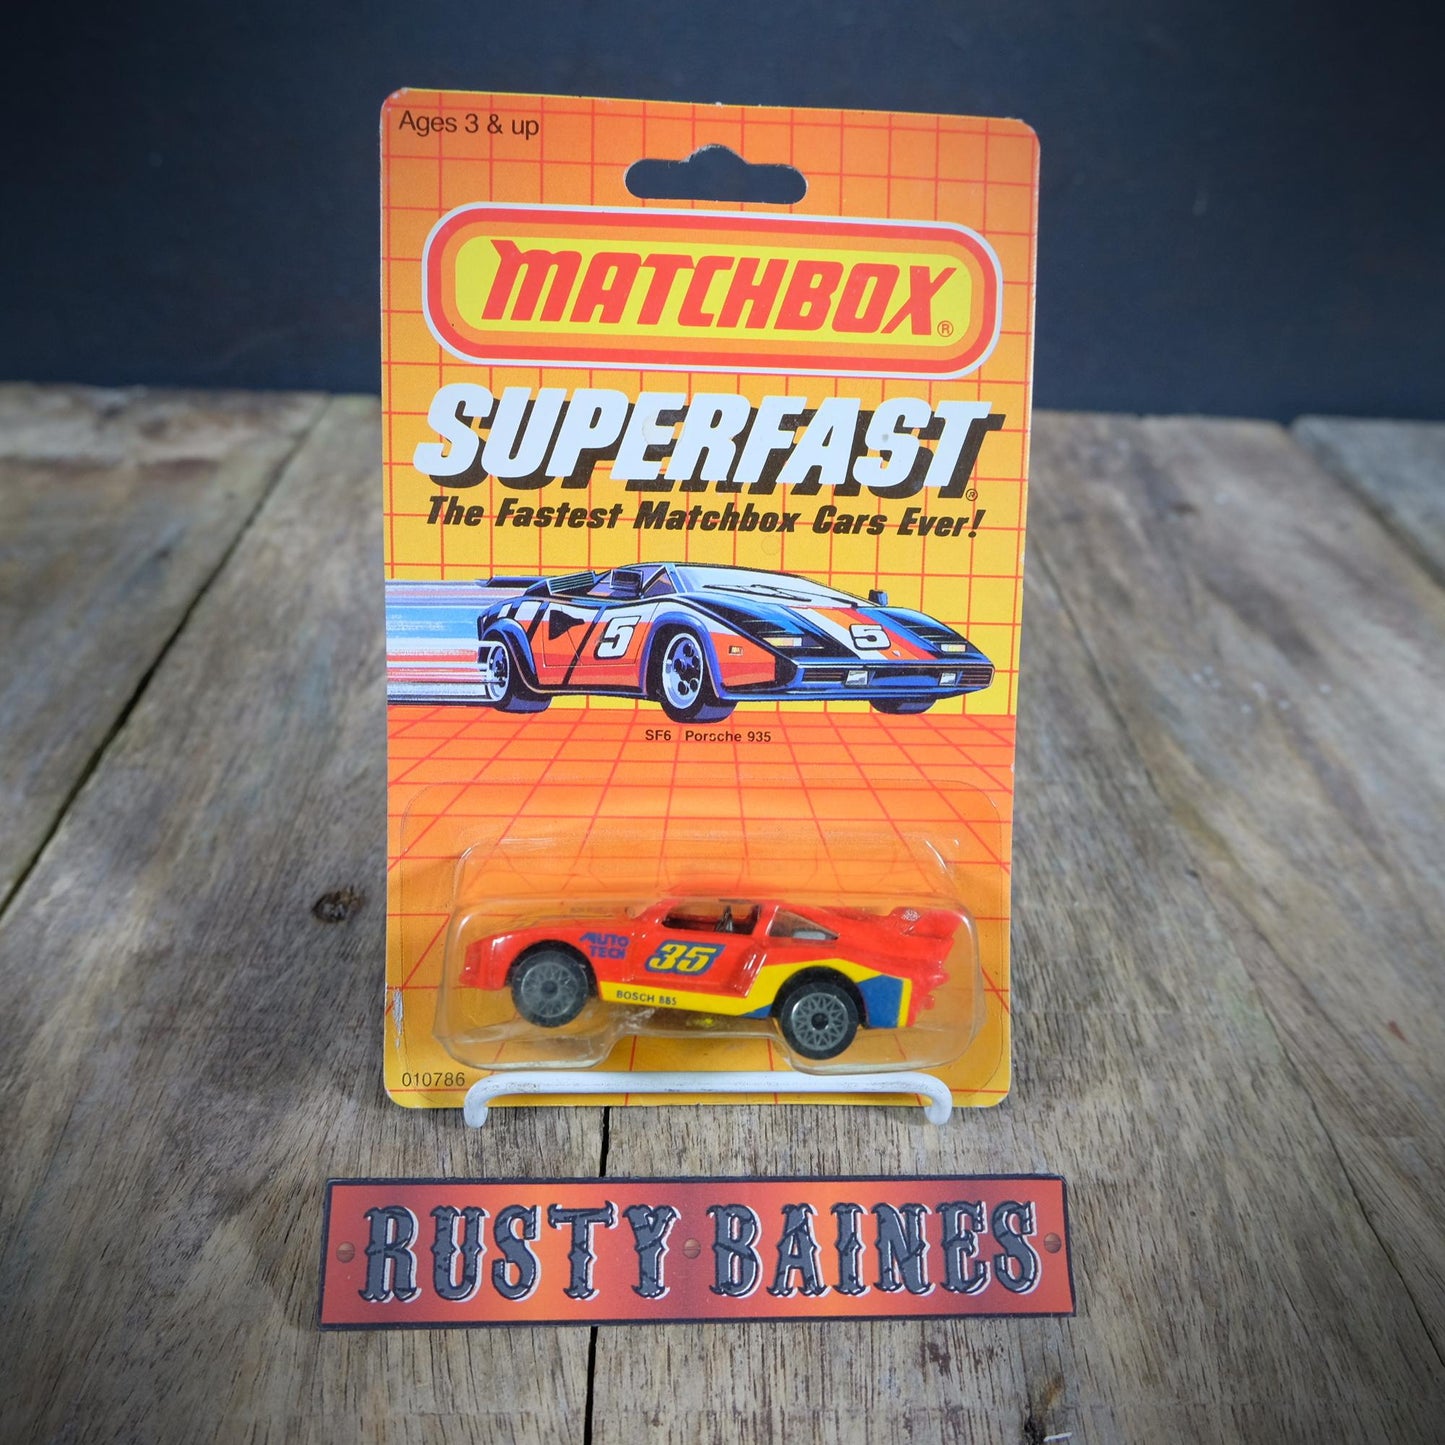 Ages 3 & up
MATCHBOX®
SUPERFAST®
The Fastest Matchbox Cars Ever!
5
5
SF6 Porsche 935
AUTO
TECH
35
BOSCH BBS
010786
RUSTY BAINES